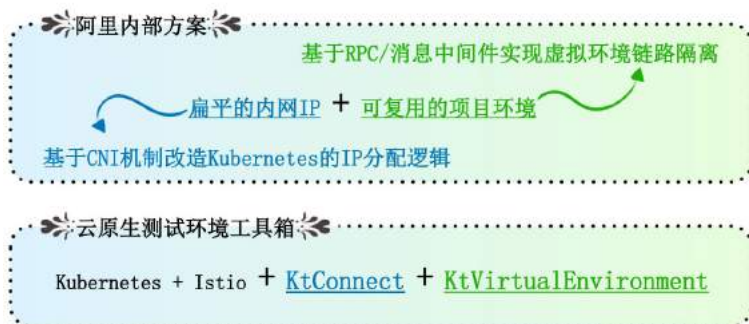 阿里内部方案
基于RPC/消息中间件实现虚拟环境链路隔离
扁平的内网IP + 可复用的项目环境
基于CNI机制改造Kubernetes的IP分配逻辑
云原生测试环境工具箱
Kubernetes + Istio + KtConnect + KtVirtualEnvironment